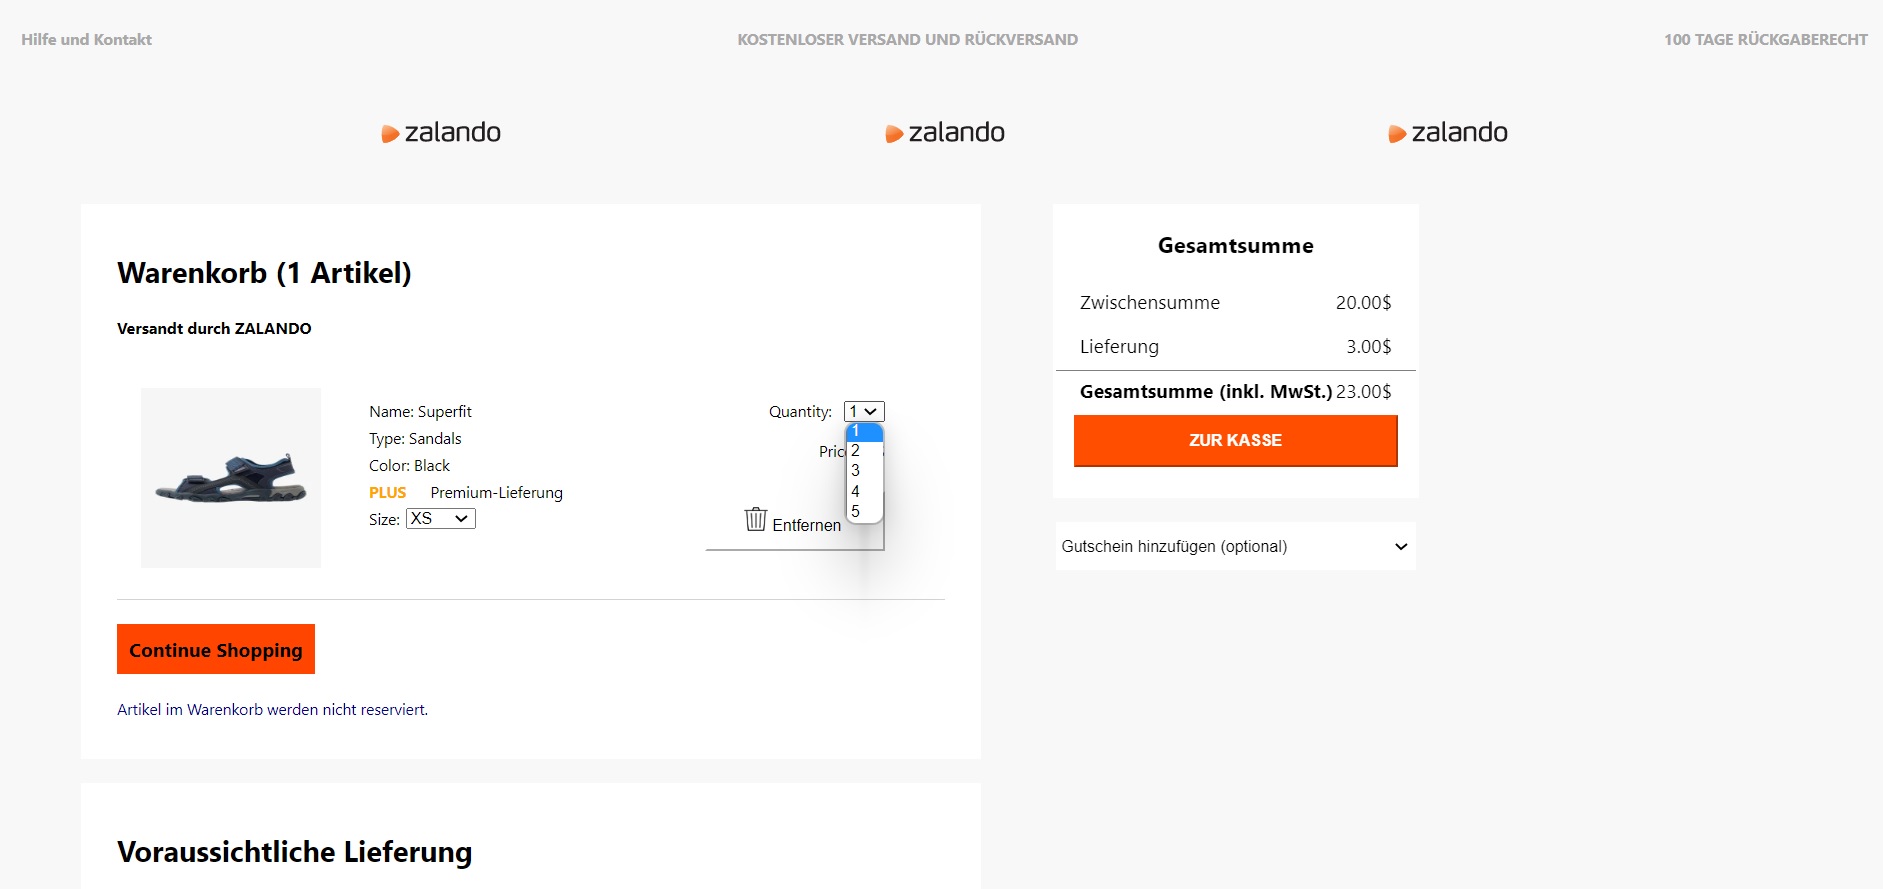 Hilfe und Kontakt
KOSTENLOSER VERSAND UND RÜCKVERSAND
100 TAGE RÜCKGABERECHT
zalando
zalando
zalando
Warenkorb (1 Artikel)
Versandt durch ZALANDO
Name: Superfit
Type: Sandals
Color: Black
PLUS Premium-Lieferung
Size: XS
Quantity: 1
1
2
3
4
5
Entfernen
Continue Shopping
Artikel im Warenkorb werden nicht reserviert.
Gesamtsumme
Zwischensumme 20.00$
Lieferung 3.00$
Gesamtsumme (inkl. MwSt.) 23.00$
ZUR KASSE
Gutschein hinzufügen (optional)
Voraussichtliche Lieferung